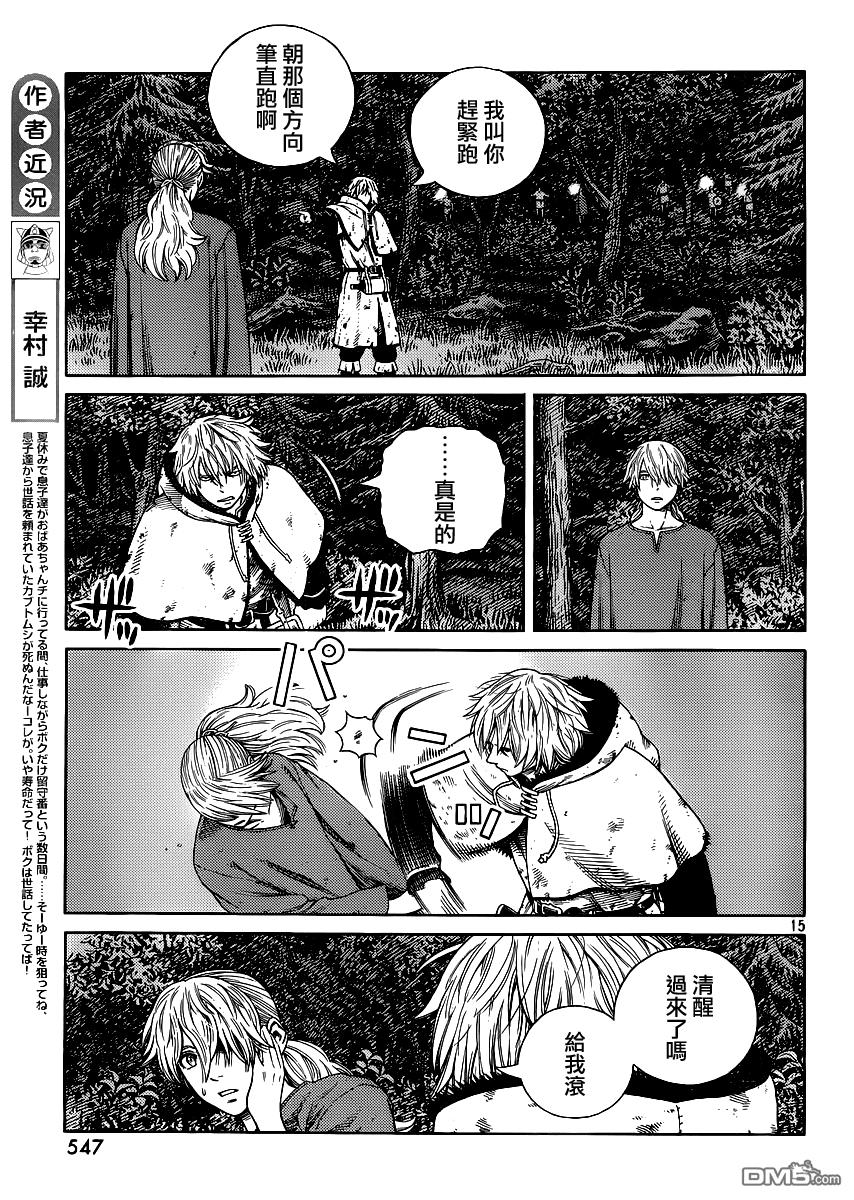 我叫你
趕緊跑
朝那個方向
筆直跑啊
……真是的
ザッ
ザッ
パン
15
清醒
過來了嗎
給我滾
作者近況
幸村誠
夏休みで息子達がおばあちゃんチに行ってる間、仕事しながらボクだけ留守番という数日間。……そーゆー時を狙ってね、
息子達から世話を頼まれていたカブトムシが死ぬんだなーコレが。いや寿命だって！ボクは世話してたってば！
547
DM5.com